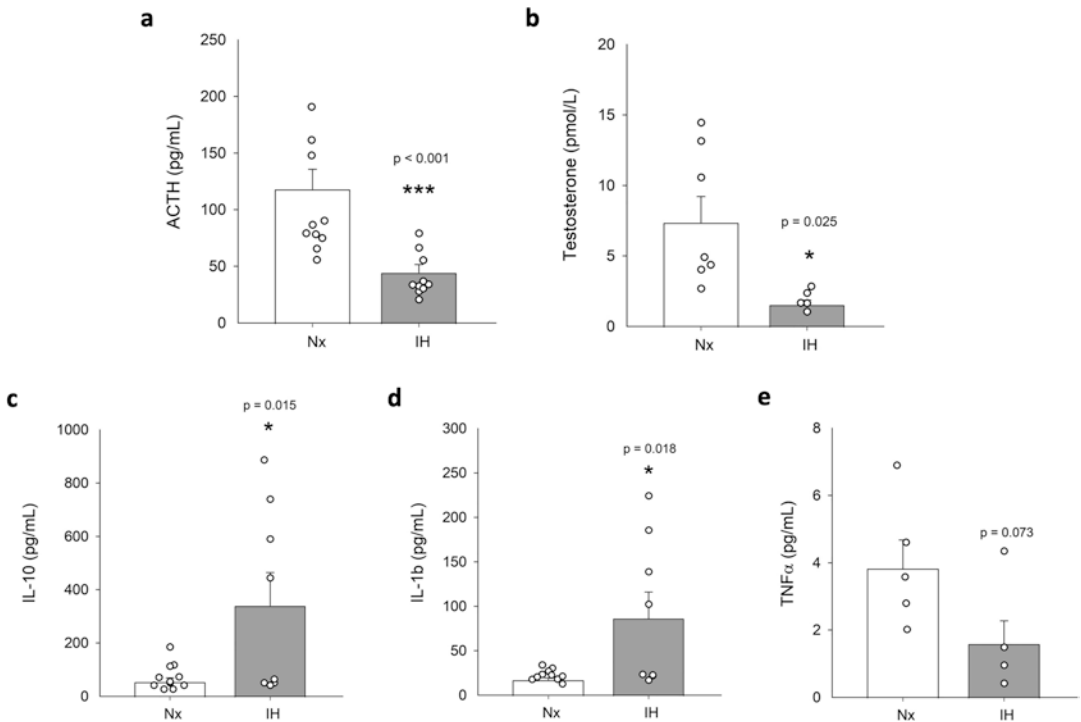 a
ACTH (pg/mL)
250
200
150
100
50
0
p < 0.001
***
Nx IH
b
Testosterone (pmol/L)
20
15
10
5
0
p = 0.025
*
Nx IH
c
IL-10 (pg/mL)
1000
800
600
400
200
0
p = 0.015
*
Nx IH
d
IL-1b (pg/mL)
300
250
200
150
100
50
0
p = 0.018
*
Nx IH
e
TNFα (pg/mL)
8
6
4
2
0
p = 0.073
Nx IH